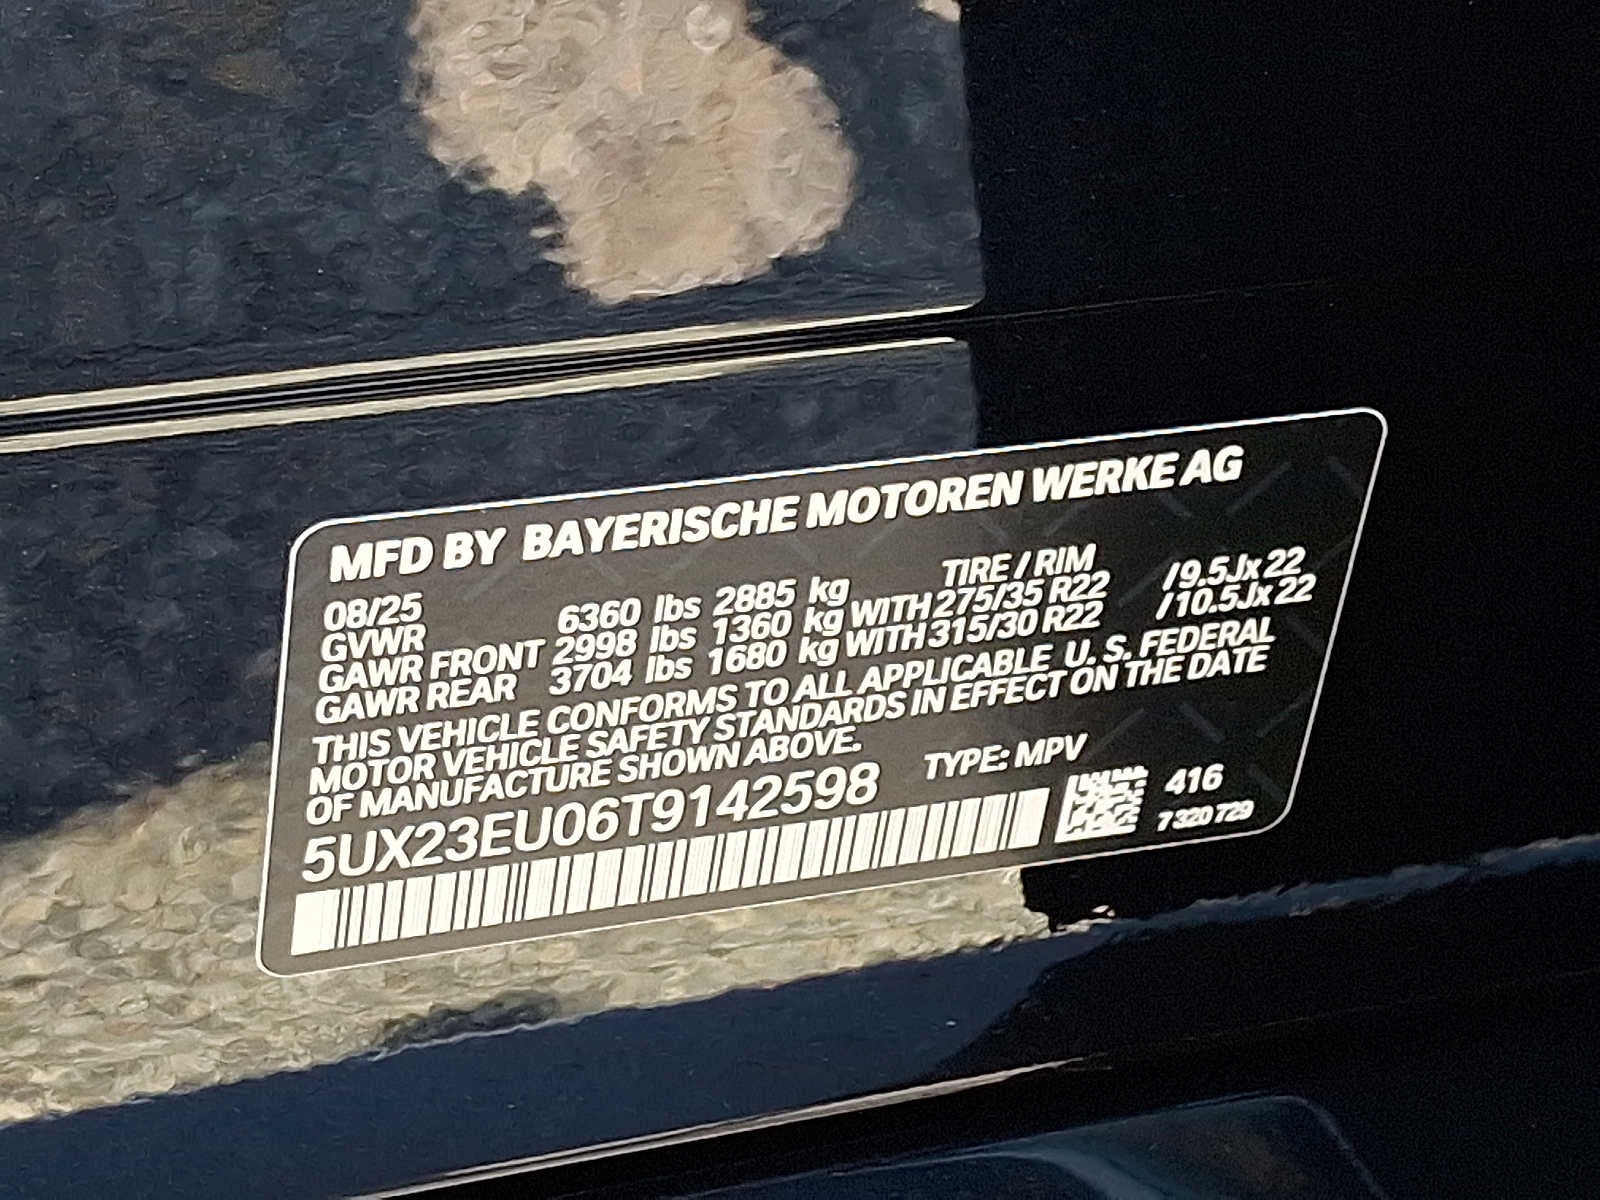 MFD BY BAYERISCHE MOTOREN WERKE AG
08/25 TIRE / RIM
GVWR 6360 lbs 2885 kg
GAWR FRONT 2998 lbs 1360 kg WITH 275/35 R22 / 9.5Jx22
GAWR REAR 3704 lbs 1680 kg WITH 315/30 R22 / 10.5Jx22
THIS VEHICLE CONFORMS TO ALL APPLICABLE U. S. FEDERAL
MOTOR VEHICLE SAFETY STANDARDS IN EFFECT ON THE DATE
OF MANUFACTURE SHOWN ABOVE.
5UX23EU06T9142598 TYPE: MPV
416
7 320 729